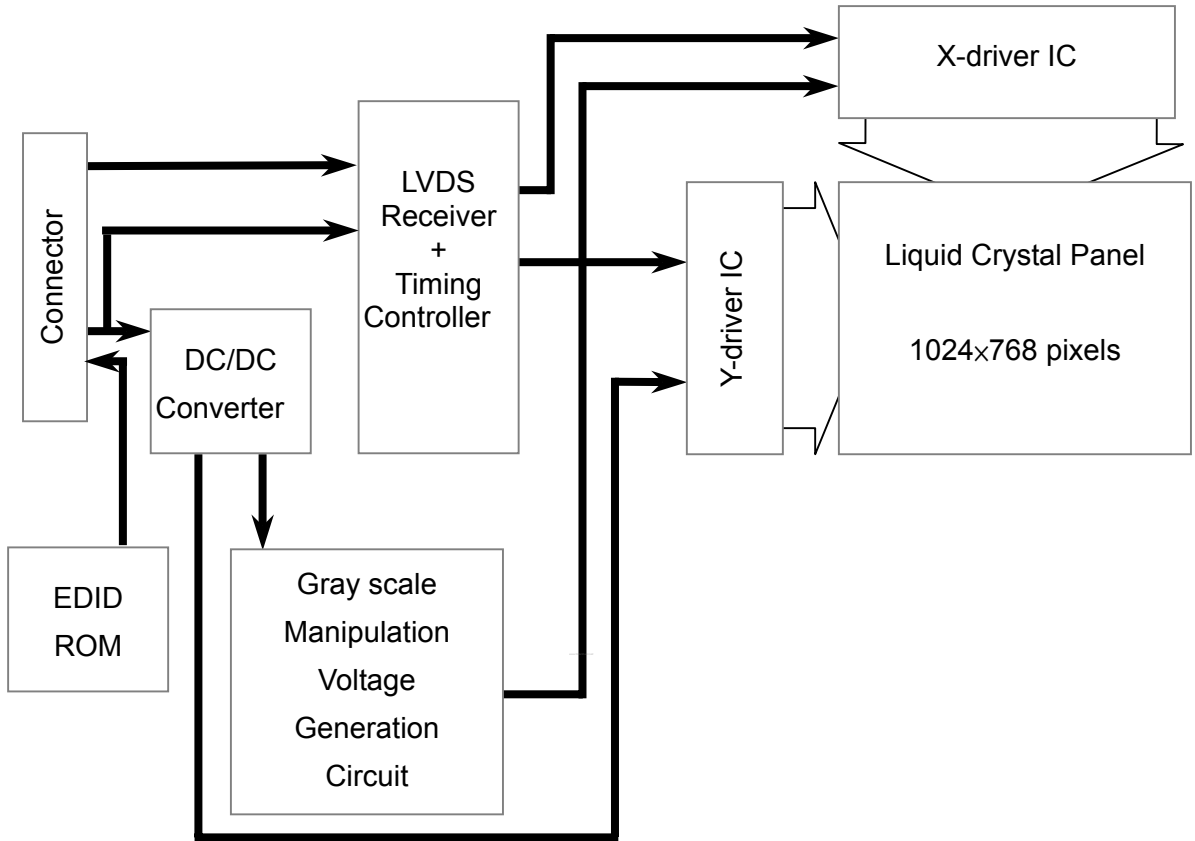 X-driver IC
Connector
LVDS
Receiver
+
Timing
Controller
Y-driver IC
Liquid Crystal Panel
1024×768 pixels
DC/DC
Converter
EDID
ROM
Gray scale
Manipulation
Voltage
Generation
Circuit